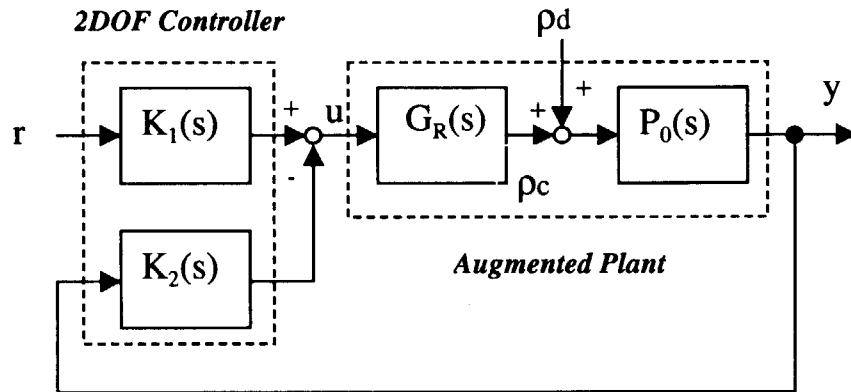 2DOF Controller
ρd
r
K₁(s)
+
u
-
G_R(s)
+
+
ρc
P₀(s)
y
K₂(s)
Augmented Plant